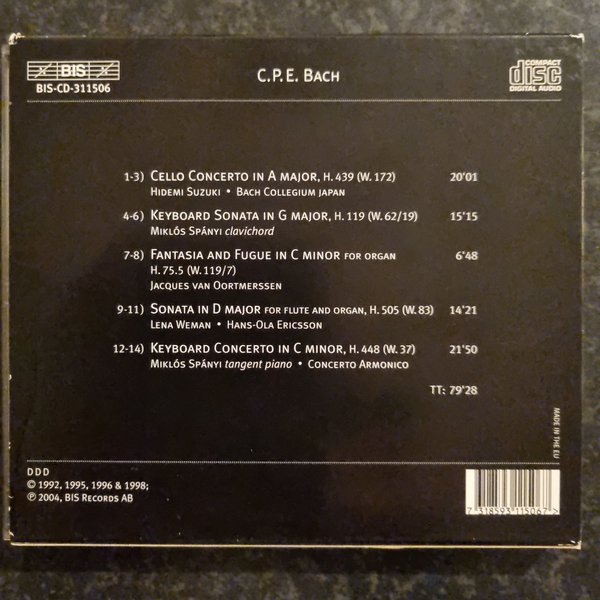 BIS
BIS-CD-311506
C.P.E. BACH
COMPACT
disc
DIGITAL AUDIO
1-3) CELLO CONCERTO IN A MAJOR, H. 439 (W. 172) 20'01
HIDEMI SUZUKI • BACH COLLEGIUM JAPAN
4-6) KEYBOARD SONATA IN G MAJOR, H. 119 (W. 62/19) 15'15
MIKLÓS SPÁNYI clavichord
7-8) FANTASIA AND FUGUE IN C MINOR FOR ORGAN 6'48
H. 75.5 (W. 119/7)
JACQUES VAN OORTMERSSEN
9-11) SONATA IN D MAJOR FOR FLUTE AND ORGAN, H. 505 (W. 83) 14'21
LENA WEMAN • HANS-OLA ERICSSON
12-14) KEYBOARD CONCERTO IN C MINOR, H. 448 (W. 37) 21'50
MIKLÓS SPÁNYI tangent piano • CONCERTO ARMONICO
TT: 79'28
MADE IN THE EU
DDD
© 1992, 1995, 1996 & 1998;
℗ 2004, BIS RECORDS AB
7 318593 115067 >